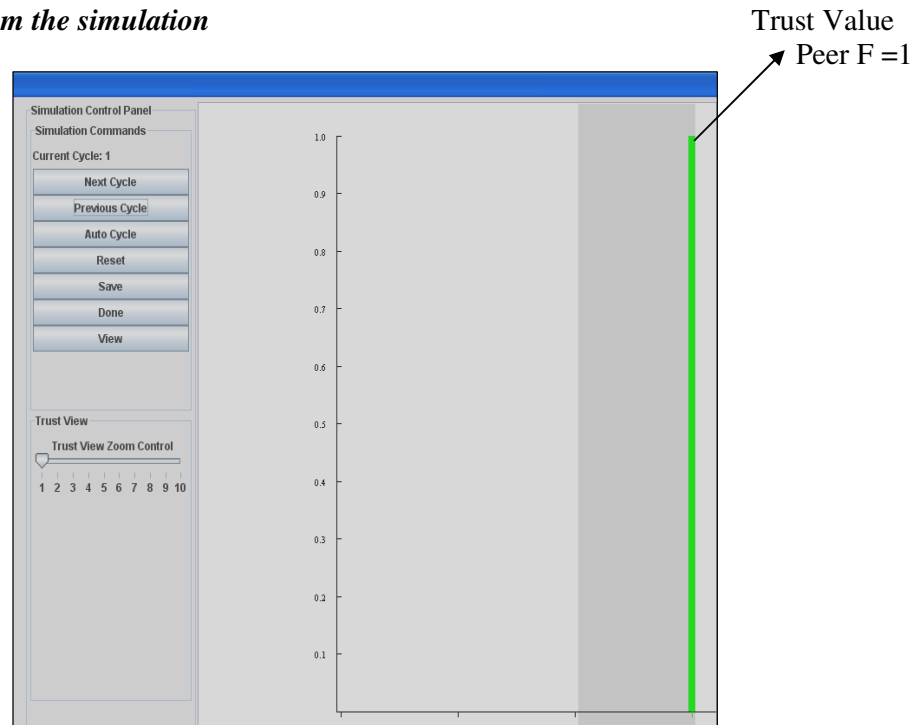 m the simulation
Trust Value
Peer F =1
Simulation Control Panel
Simulation Commands
Current Cycle: 1
Next Cycle
Previous Cycle
Auto Cycle
Reset
Save
Done
View
Trust View
Trust View Zoom Control
1 2 3 4 5 6 7 8 9 10
1.0
0.9
0.8
0.7
0.6
0.5
0.4
0.3
0.2
0.1